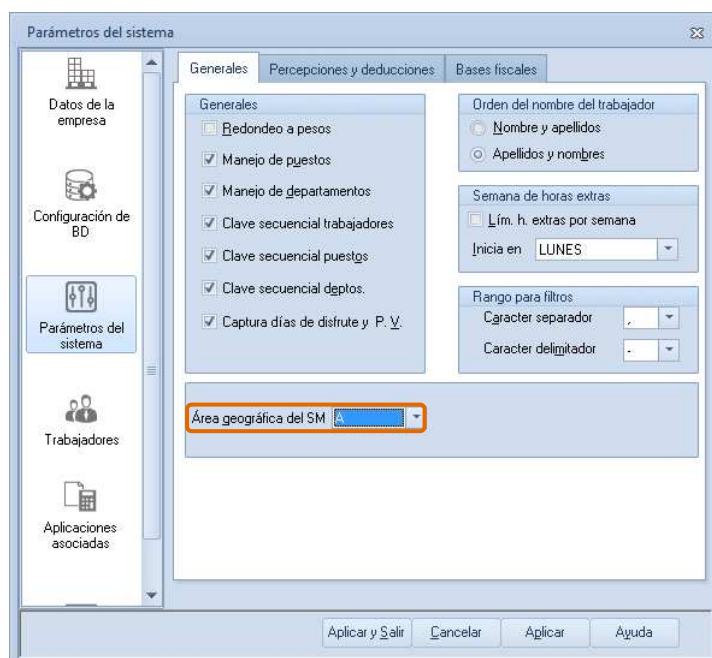 Parámetros del sistema
Datos de la
empresa
Configuración de
BD
Parámetros del
sistema
Trabajadores
Aplicaciones
asociadas
Generales
Percepciones y deducciones
Bases fiscales
Generales
Redondeo a pesos
Manejo de puestos
Manejo de departamentos
Clave secuencial trabajadores
Clave secuencial puestos
Clave secuencial deptos.
Captura días de disfrute y P. V.
Orden del nombre del trabajador
Nombre y apellidos
Apellidos y nombres
Semana de horas extras
Lím. h. extras por semana
Inicia en LUNES
Rango para filtros
Caracter separador ,
Caracter delimitador -
Área geográfica del SM A
Aplicar y Salir
Cancelar
Aplicar
Ayuda